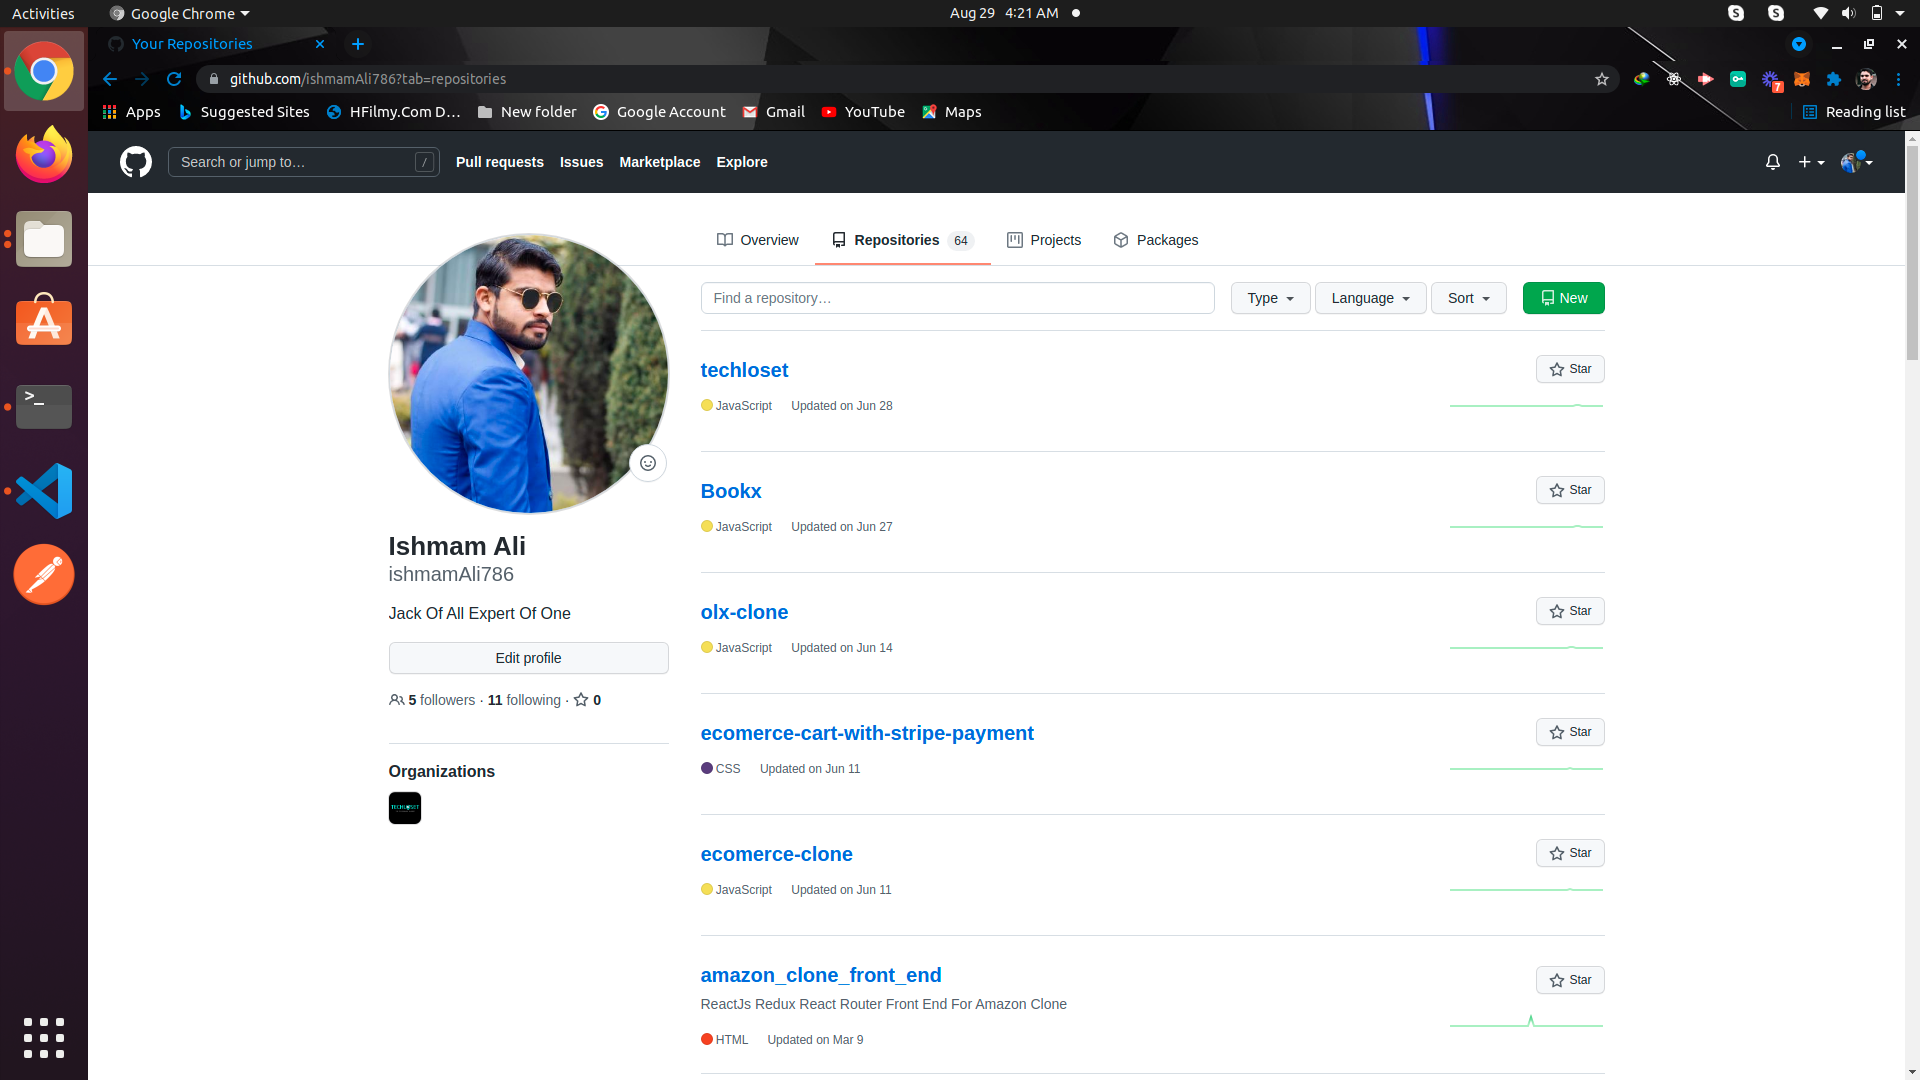 Activities
Google Chrome
Aug 29 4:21 AM
Your Repositories
github.com/ishmamAli786?tab=repositories
7
Apps
Suggested Sites
HFilmy.Com D…
New folder
Google Account
Gmail
YouTube
Maps
Reading list
Search or jump to…
/
Pull requests
Issues
Marketplace
Explore
Overview
Repositories 64
Projects
Packages
Find a repository…
Type
Language
Sort
New
Ishmam Ali
ishmamAli786
Jack Of All Expert Of One
Edit profile
5 followers · 11 following · 0
Organizations
TECHLOSET
techloset
Star
JavaScript Updated on Jun 28
Bookx
Star
JavaScript Updated on Jun 27
olx-clone
Star
JavaScript Updated on Jun 14
ecomerce-cart-with-stripe-payment
Star
CSS Updated on Jun 11
ecomerce-clone
Star
JavaScript Updated on Jun 11
amazon_clone_front_end
Star
ReactJs Redux React Router Front End For Amazon Clone
HTML Updated on Mar 9